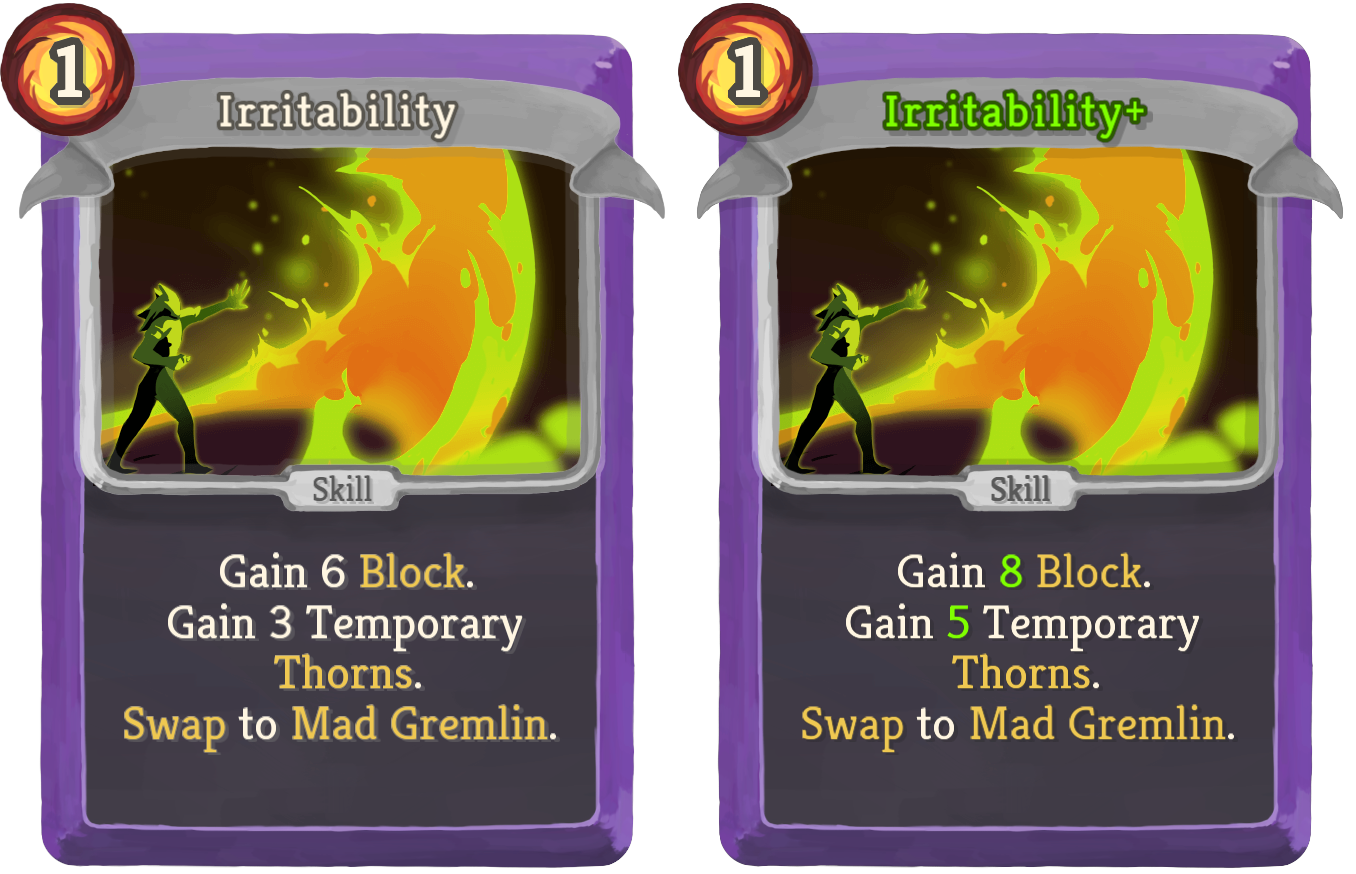 1
Irritability
Skill
Gain 6 Block.
Gain 3 Temporary
Thorns.
Swap to Mad Gremlin.
1
Irritability+
Skill
Gain 8 Block.
Gain 5 Temporary
Thorns.
Swap to Mad Gremlin.